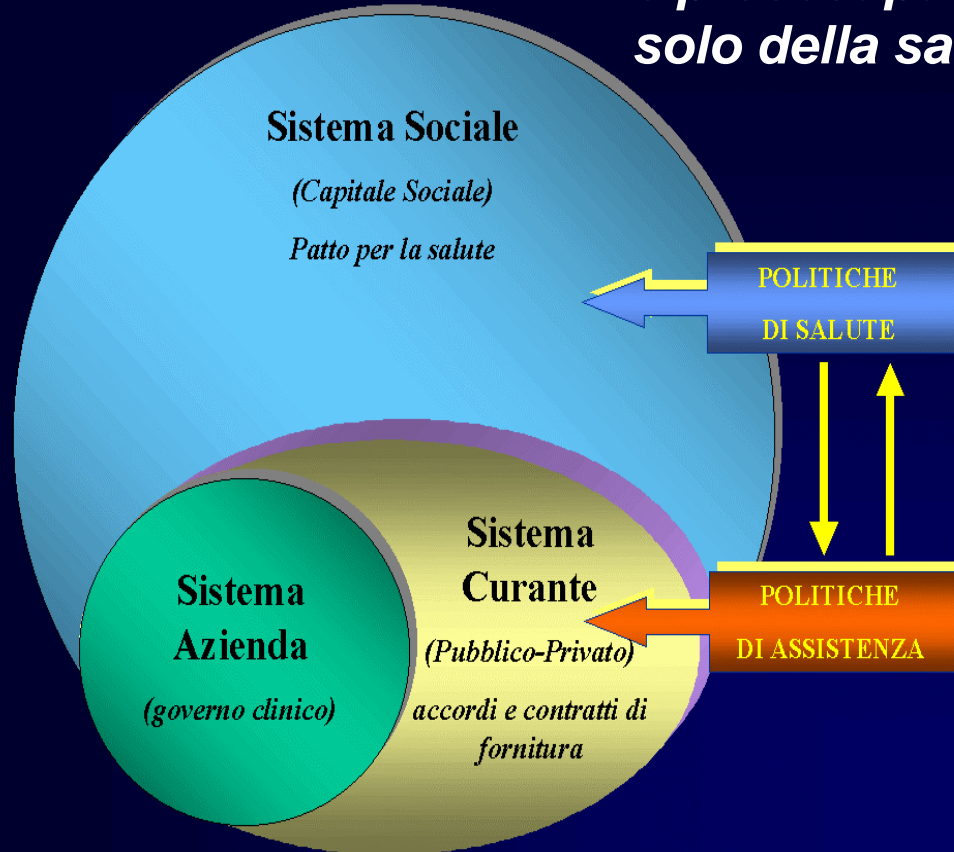 solo della sa
Sistema Sociale
(Capitale Sociale)
Patto per la salute
POLITICHE
DI SALUTE
Sistema
Curante
(Pubblico-Privato)
accordi e contratti di
fornitura
Sistema
Azienda
(governo clinico)
POLITICHE
DI ASSISTENZA